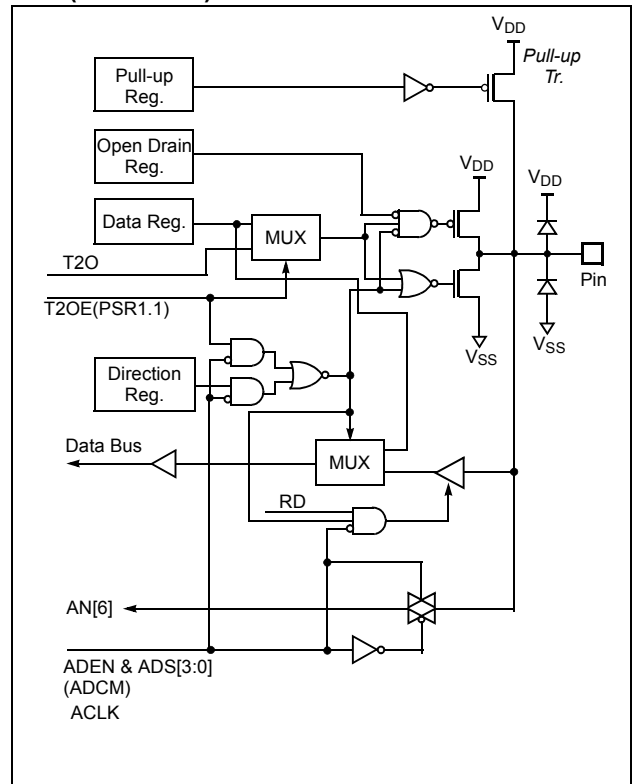 VDD
Pull-up
Reg.
Pull-up
Tr.
Open Drain
Reg.
VDD
VDD
Data Reg.
MUX
T2O
Pin
T2OE(PSR1.1)
VSS
VSS
Direction
Reg.
Data Bus
MUX
RD
AN[6]
ADEN & ADS[3:0]
(ADCM)
ACLK